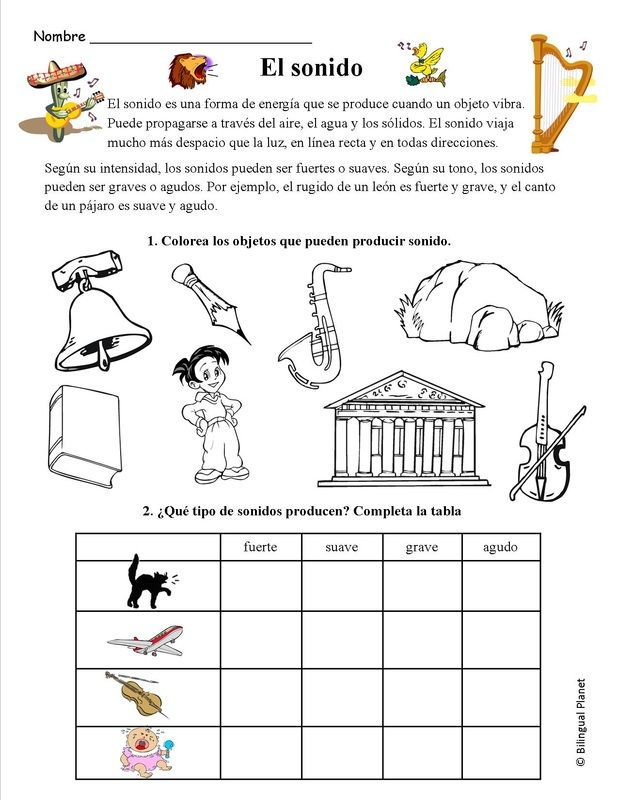 Nombre
El sonido
El sonido es una forma de energía que se produce cuando un objeto vibra.
Puede propagarse a través del aire, el agua y los sólidos. El sonido viaja
mucho más despacio que la luz, en línea recta y en todas direcciones.
Según su intensidad, los sonidos pueden ser fuertes o suaves. Según su tono, los sonidos
pueden ser graves o agudos. Por ejemplo, el rugido de un león es fuerte y grave, y el canto
de un pájaro es suave y agudo.
1. Colorea los objetos que pueden producir sonido.
2. ¿Qué tipo de sonidos producen? Completa la tabla
fuerte suave grave agudo
© Bilingual Planet